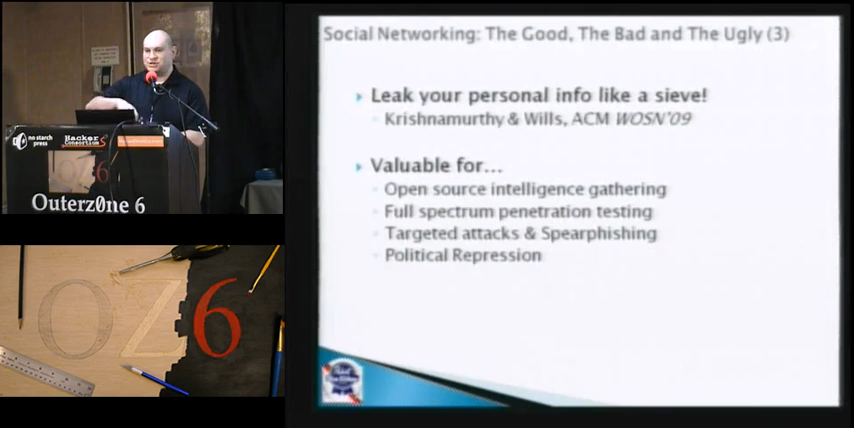 Social Networking: The Good, The Bad and The Ugly (3)
Leak your personal info like a sieve!
Krishnamurthy & Wills, ACM WOSN'09
Valuable for...
Open source intelligence gathering
Full spectrum penetration testing
Targeted attacks & Spearphishing
Political Repression
no starch
press
Hacker
Consortium
Outerz0ne 6
OZ6